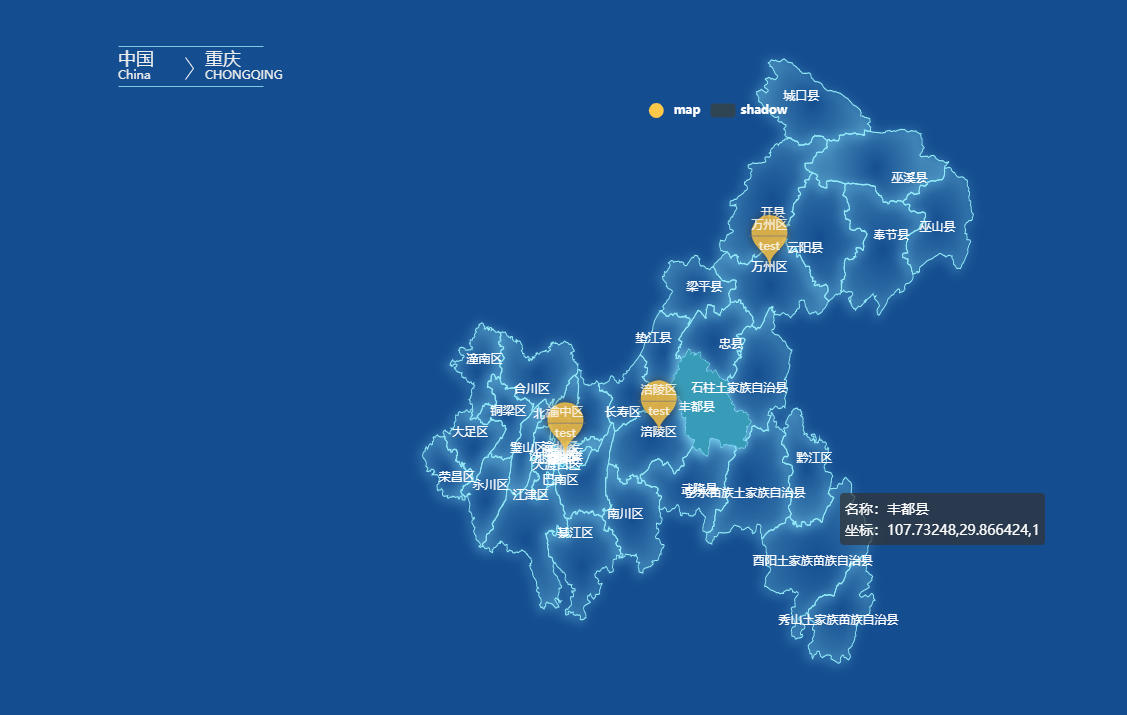 中国
China
重庆
CHONGQING
城口县
map
shadow
巫溪县
开县
万州区
test
万州区
云阳县
奉节县
巫山县
梁平县
垫江县
忠县
潼南区
合川区
涪陵区
test
涪陵区
石柱土家族自治县
丰都县
铜梁区
渝中区
test
长寿区
大足区
璧山区
荣昌区
永川区
巴南区
江津区
黔江区
武隆县
彭水苗族土家族自治县
名称：丰都县
坐标：107.73248,29.866424,1
南川区
綦江区
酉阳土家族苗族自治县
秀山土家族苗族自治县